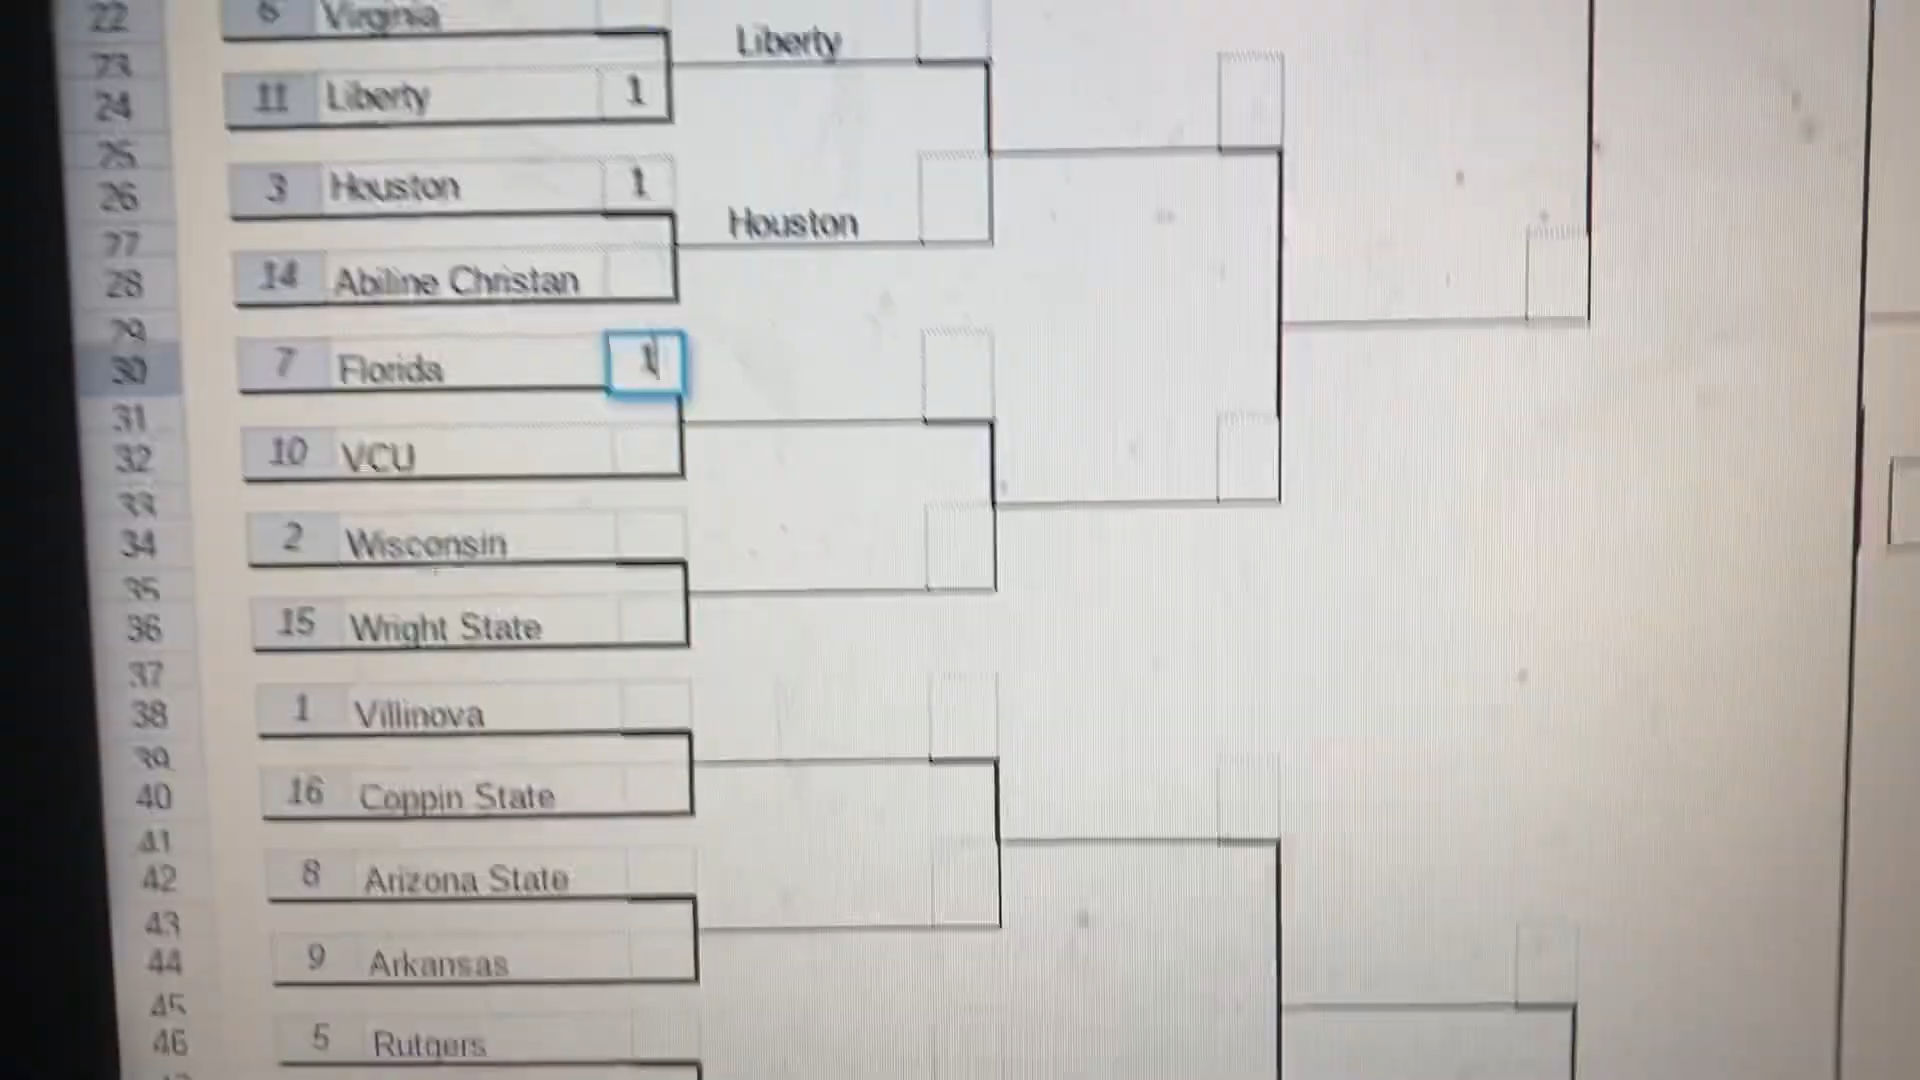 22 6 Virginia
Liberty
23
24 11 Liberty 1
25
26 3 Houston 1
Houston
27
28 14 Abiline Christan
29
30 7 Florida 1
31
32 10 VCU
33
34 2 Wisconsin
35
36 15 Wright State
37
38 1 Villinova
39
40 16 Coppin State
41
42 8 Arizona State
43
44 9 Arkansas
45
46 5 Rutgers